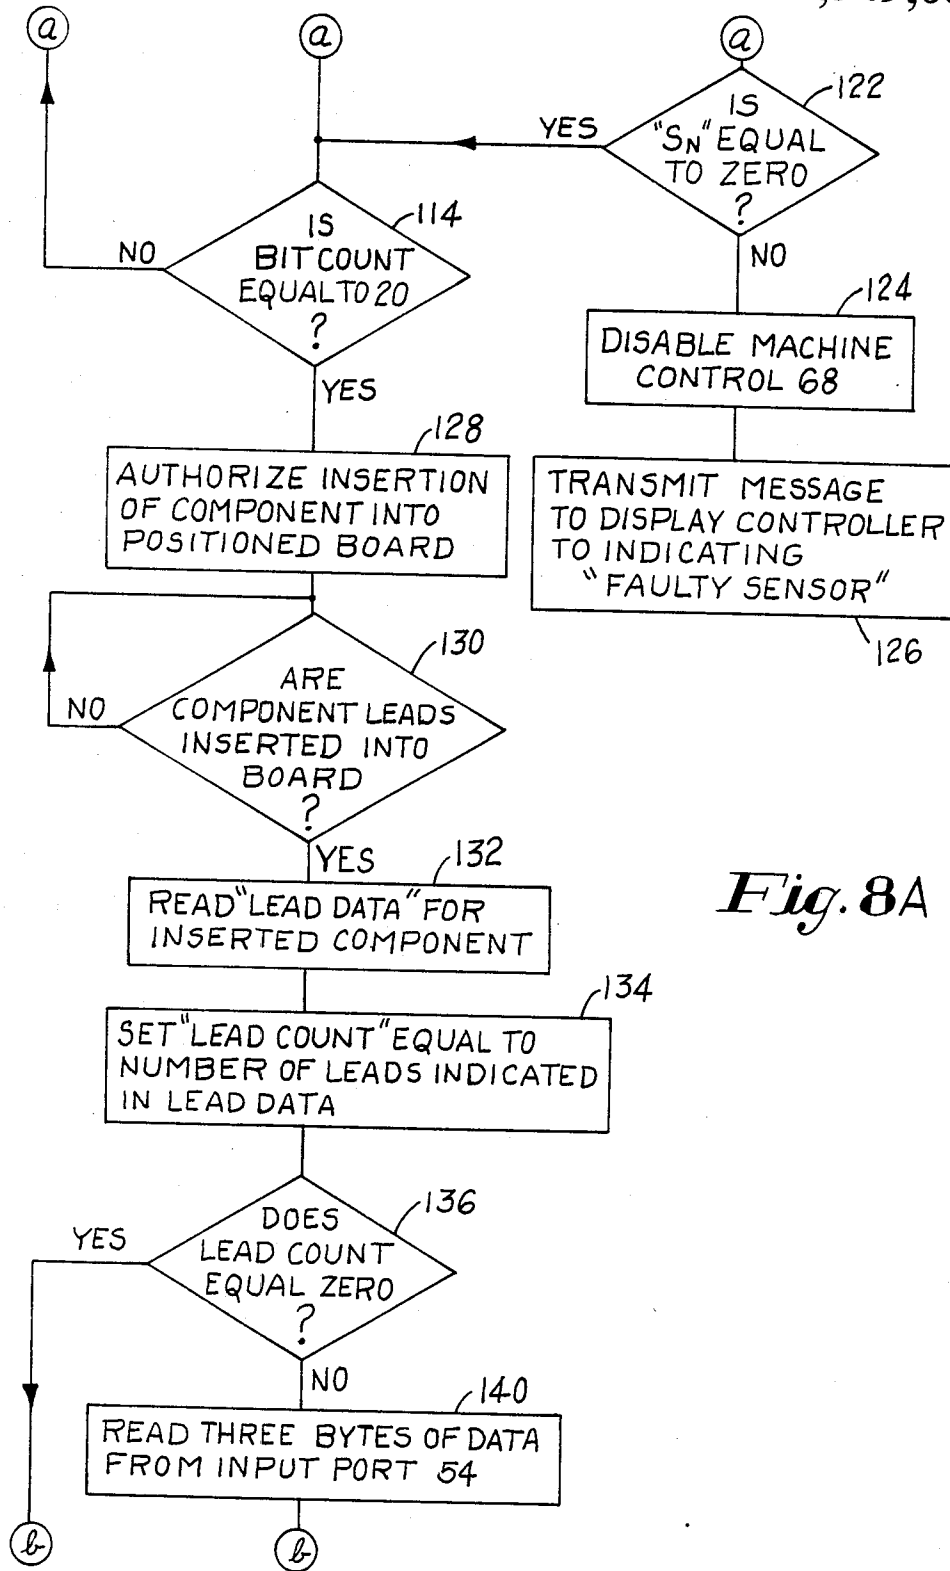 a
a
a
122
IS
"SN" EQUAL
TO ZERO
?
YES
NO
114
IS
BIT COUNT
EQUAL TO 20
?
NO
YES
124
DISABLE MACHINE
CONTROL 68
128
AUTHORIZE INSERTION
OF COMPONENT INTO
POSITIONED BOARD
TRANSMIT MESSAGE
TO DISPLAY CONTROLLER
TO INDICATING
"FAULTY SENSOR"
126
130
ARE
COMPONENT LEADS
INSERTED INTO
BOARD
?
NO
YES
132
READ "LEAD DATA" FOR
INSERTED COMPONENT
Fig. 8A
134
SET "LEAD COUNT" EQUAL TO
NUMBER OF LEADS INDICATED
IN LEAD DATA
136
DOES
LEAD COUNT
EQUAL ZERO
?
YES
NO
140
READ THREE BYTES OF DATA
FROM INPUT PORT 54
b
b